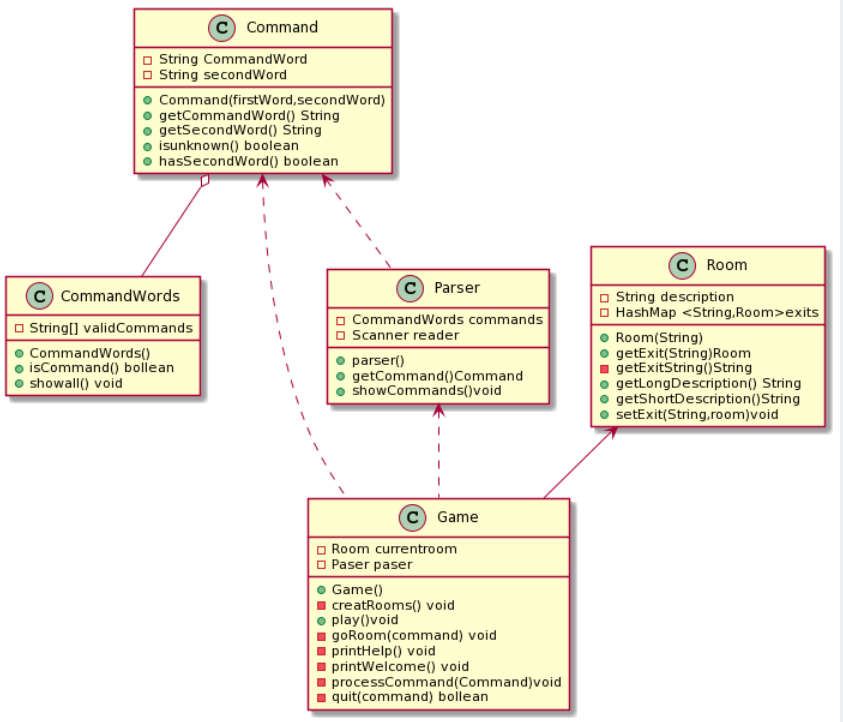 C Command
String CommandWord
String secondWord
Command(firstWord,secondWord)
getCommandWord() String
getSecondWord() String
isunknown() boolean
hasSecondWord() boolean
C CommandWords
String[] validCommands
CommandWords()
isCommand() bollean
showall() void
C Parser
CommandWords commands
Scanner reader
parser()
getCommand()Command
showCommands()void
C Room
String description
HashMap <String,Room>exits
Room(String)
getExit(String)Room
getExitString()String
getLongDescription() String
getShortDescription()String
setExit(String,room)void
C Game
Room currentroom
Paser paser
Game()
creatRooms() void
play()void
goRoom(command) void
printHelp() void
printWelcome() void
processCommand(Command)void
quit(command) bollean